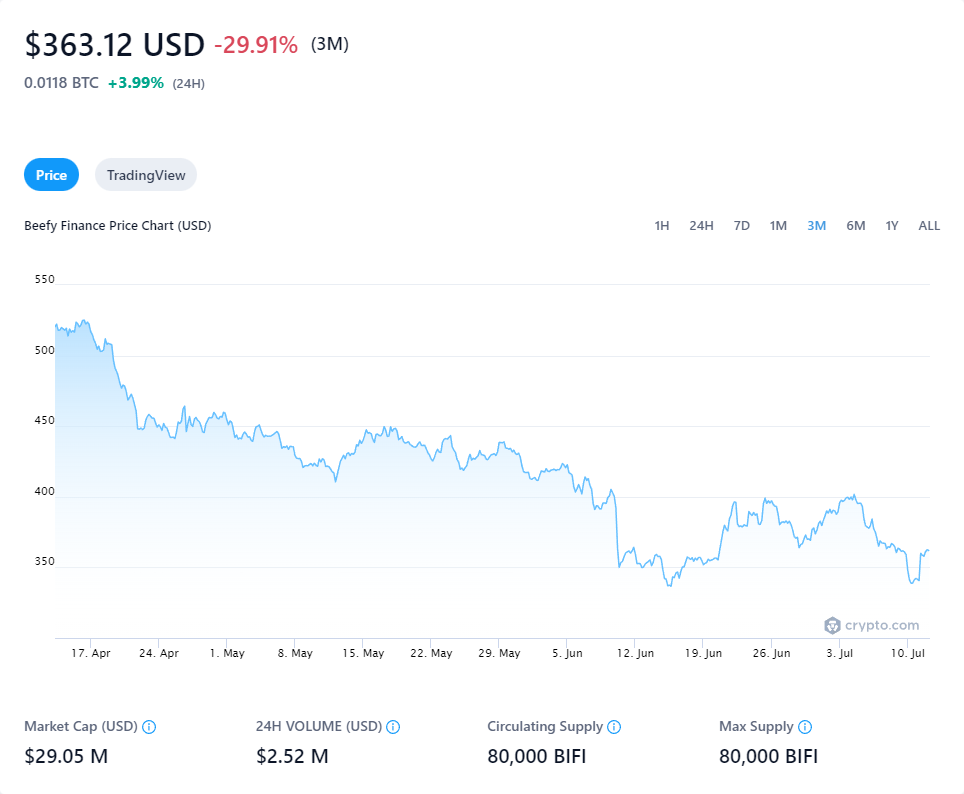 $363.12 USD -29.91% (3M)
0.0118 BTC +3.99% (24H)
Price TradingView
Beefy Finance Price Chart (USD) 1H 24H 7D 1M 3M 6M 1Y ALL
550
500
450
400
350
crypto.com
17. Apr 24. Apr 1. May 8. May 15. May 22. May 29. May 5. Jun 12. Jun 19. Jun 26. Jun 3. Jul 10. Jul
Market Cap (USD) 24H VOLUME (USD) Circulating Supply Max Supply
$29.05 M $2.52 M 80,000 BIFI 80,000 BIFI